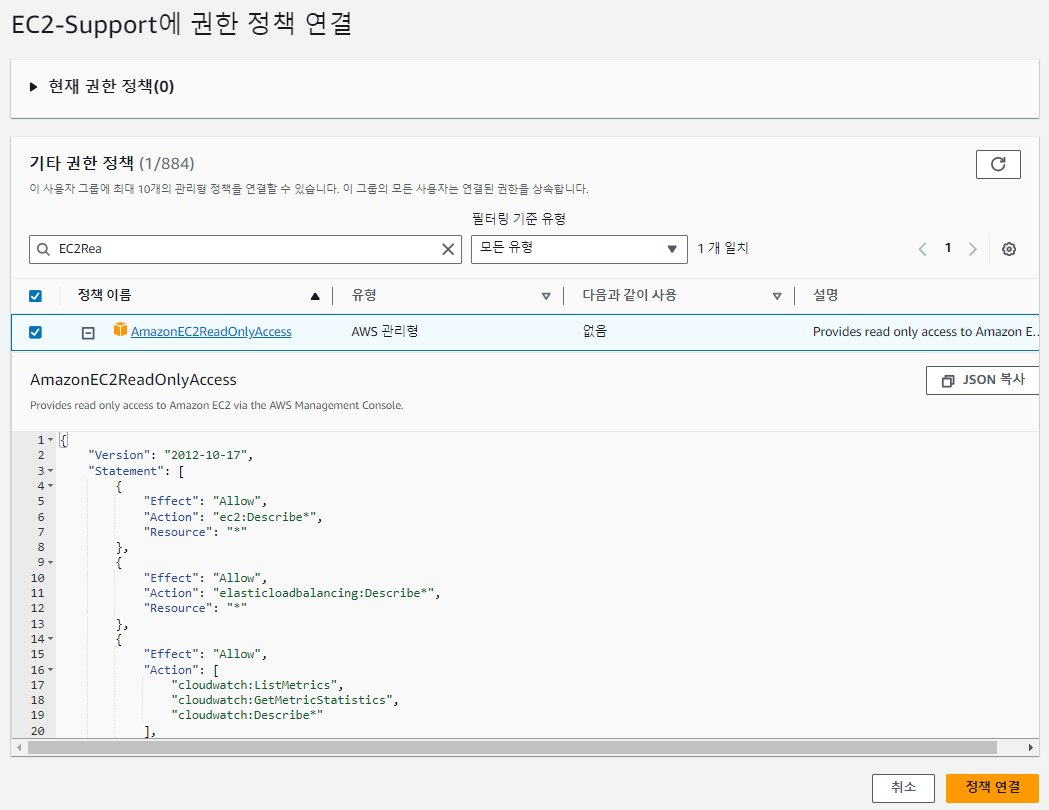 EC2-Support에 권한 정책 연결
현재 권한 정책(0)
기타 권한 정책 (1/884)
이 사용자 그룹에 최대 10개의 관리형 정책을 연결할 수 있습니다. 이 그룹의 모든 사용자는 연결된 권한을 상속합니다.
필터링 기준 유형
EC2Rea 모든 유형 1 개 일치 1
정책 이름 유형 다음과 같이 사용 설명
AmazonEC2ReadOnlyAccess AWS 관리형 없음 Provides read only access to Amazon E...
AmazonEC2ReadOnlyAccess JSON 복사
Provides read only access to Amazon EC2 via the AWS Management Console.
1 {
2 "Version": "2012-10-17",
3 "Statement": [
4 {
5 "Effect": "Allow",
6 "Action": "ec2:Describe*",
7 "Resource": "*"
8 },
9 {
10 "Effect": "Allow",
11 "Action": "elasticloadbalancing:Describe*",
12 "Resource": "*"
13 },
14 {
15 "Effect": "Allow",
16 "Action": [
17 "cloudwatch:ListMetrics",
18 "cloudwatch:GetMetricStatistics",
19 "cloudwatch:Describe*"
20 ],
취소 정책 연결